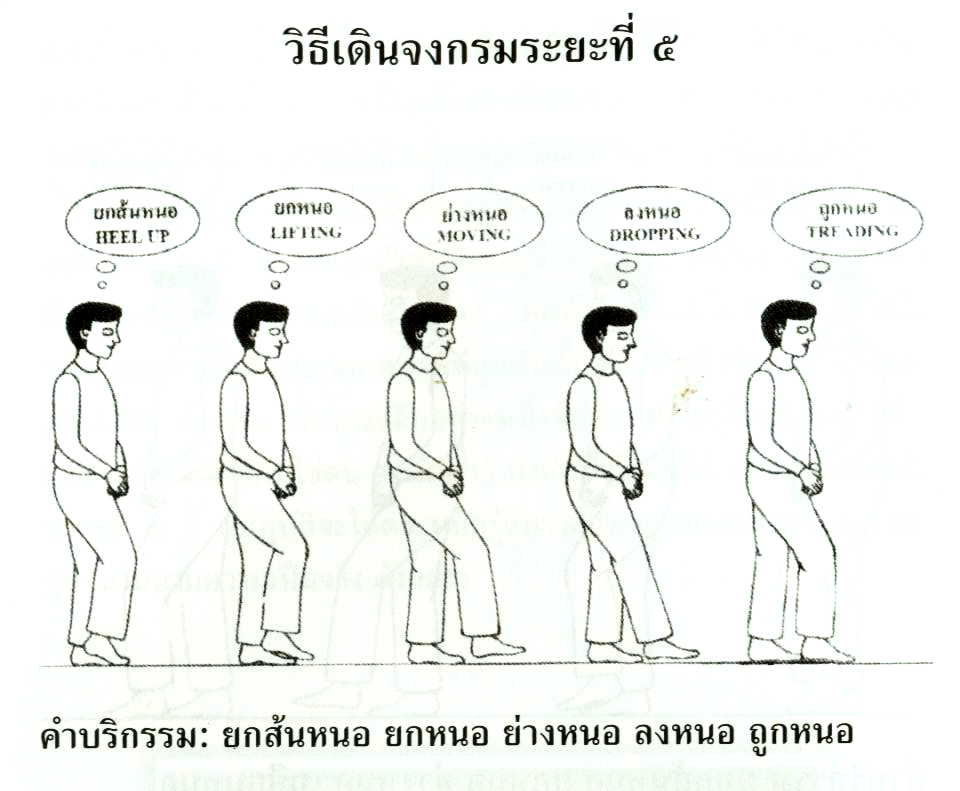 วิธีเดินจงกรมระยะที่ ๕
ยกส้นหนอ
HEEL UP
ยกหนอ
LIFTING
ย่างหนอ
MOVING
ลงหนอ
DROPPING
ถูกหนอ
TREADING
คำบริกรรม: ยกส้นหนอ ยกหนอ ย่างหนอ ลงหนอ ถูกหนอ